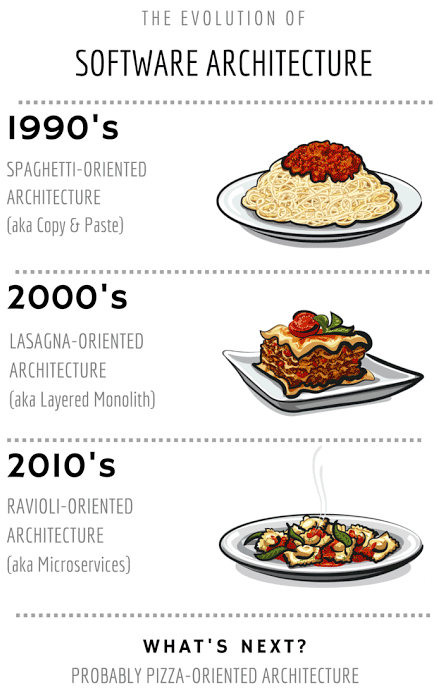 THE EVOLUTION OF
SOFTWARE ARCHITECTURE
1990's
SPAGHETTI-ORIENTED
ARCHITECTURE
(aka Copy & Paste)
2000's
LASAGNA-ORIENTED
ARCHITECTURE
(aka Layered Monolith)
2010's
RAVIOLI-ORIENTED
ARCHITECTURE
(aka Microservices)
WHAT'S NEXT?
PROBABLY PIZZA-ORIENTED ARCHITECTURE